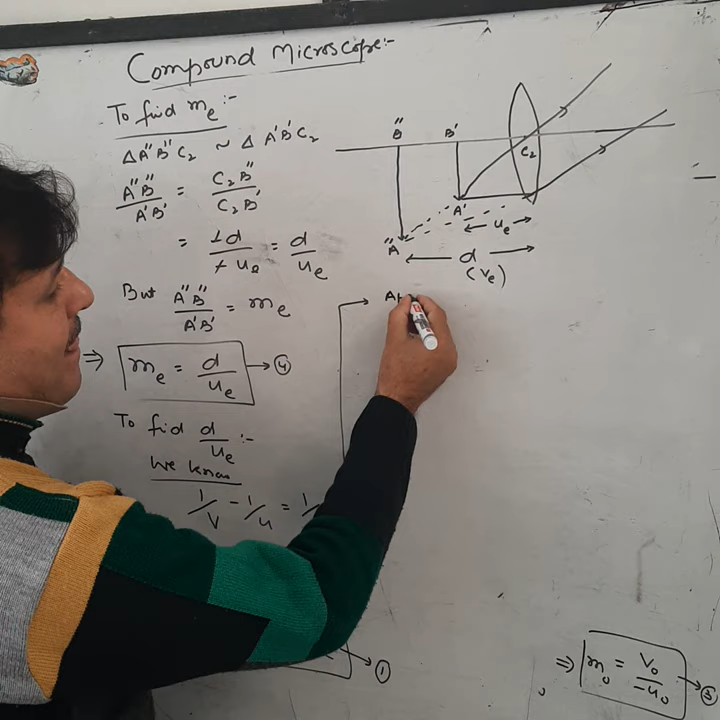 Compound Microscope:-
To find me:-
ΔA"B"C2 ~ Δ A'B'C2
A"B"/A'B' = C2B"/C2B'
= +d/+ue = d/ue
But A"B"/A'B' = me
⇒ me = d/ue → ④
To find d/ue :-
We know
1/v - 1/u = 1/
B" B' C2
A'
ue
A"
d
(ve)
→ ①
⇒ mo = Vo/-uo → ③